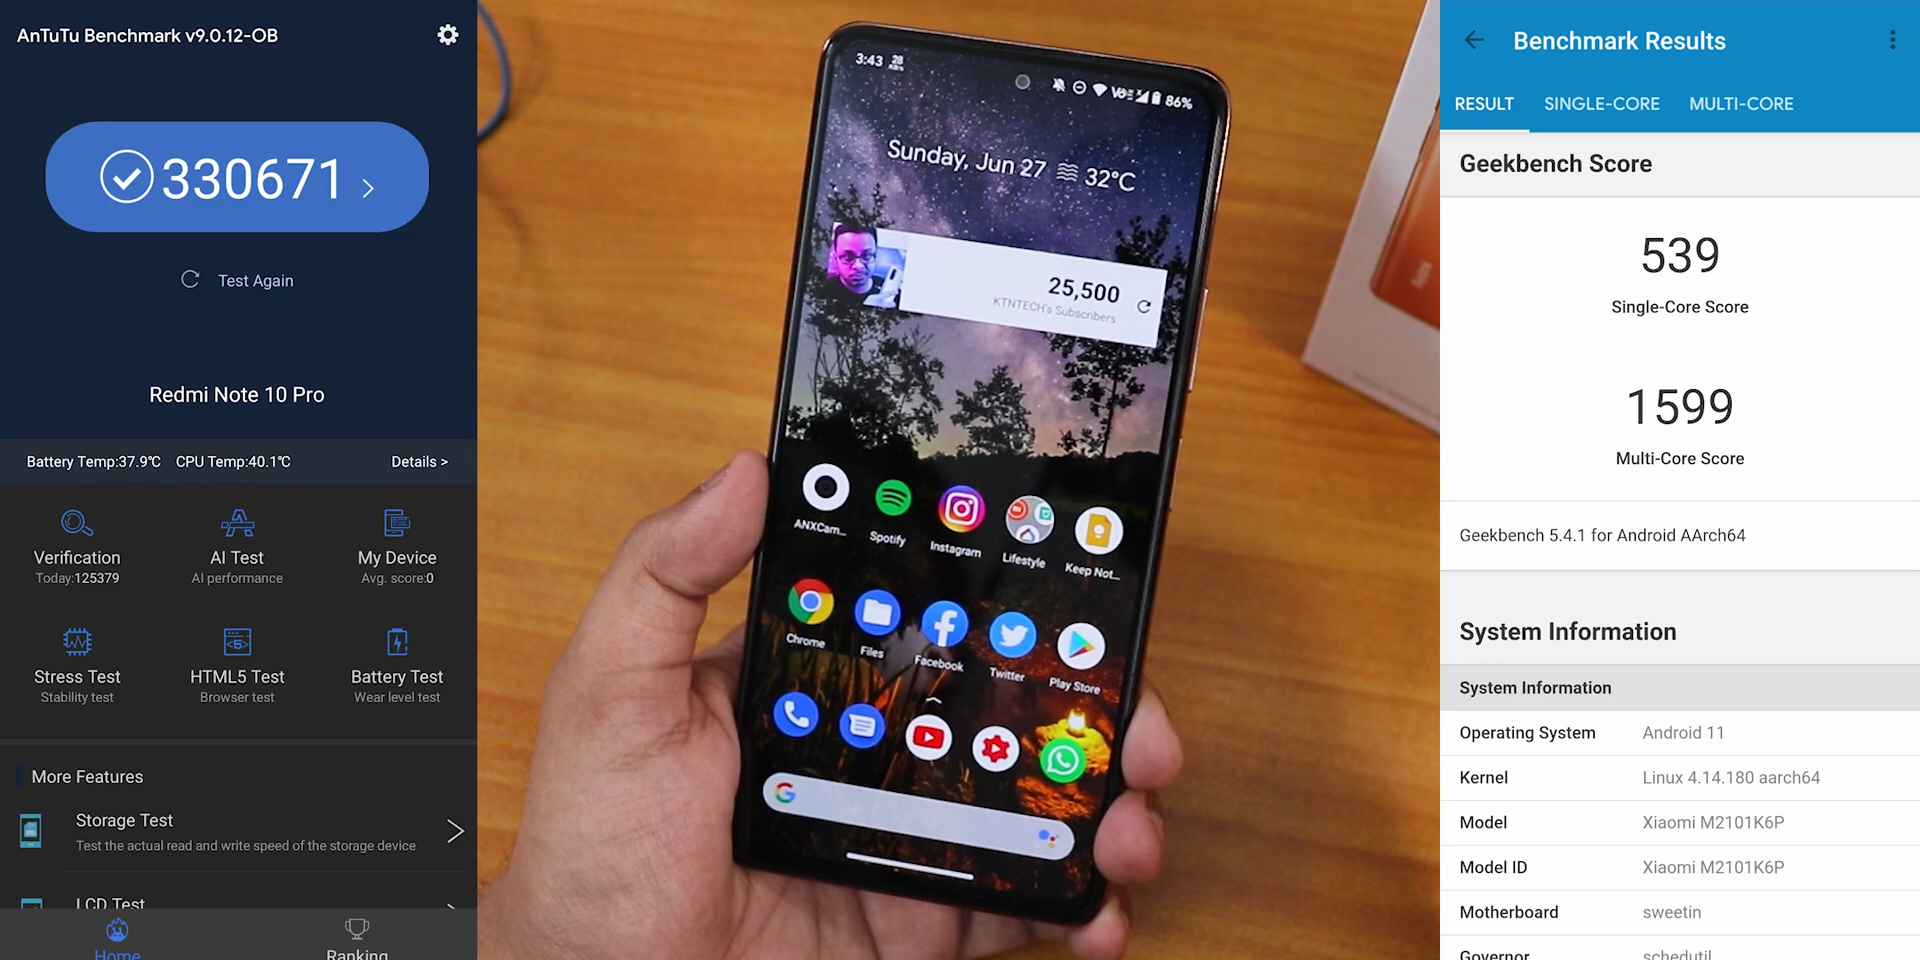 AnTuTu Benchmark v9.0.12-OB
330671
Test Again
Redmi Note 10 Pro
Battery Temp:37.9℃ CPU Temp:40.1℃ Details >
Verification AI Test My Device
Today:125379 AI performance Avg. score:0
Stress Test HTML5 Test Battery Test
Stability test Browser test Wear level test
More Features
Storage Test
Test the actual read and write speed of the storage device
LCD Test
Home Ranking
3:43 28 86%
Sunday, Jun 27 32°C
25,500
KTNTECH's Subscribers
ANXCam... Spotify Instagram Lifestyle Keep Not...
Chrome Files Facebook Twitter Play Store
Benchmark Results
RESULT SINGLE-CORE MULTI-CORE
Geekbench Score
539
Single-Core Score
1599
Multi-Core Score
Geekbench 5.4.1 for Android AArch64
System Information
System Information
Operating System Android 11
Kernel Linux 4.14.180 aarch64
Model Xiaomi M2101K6P
Model ID Xiaomi M2101K6P
Motherboard sweetin
Governor schedutil